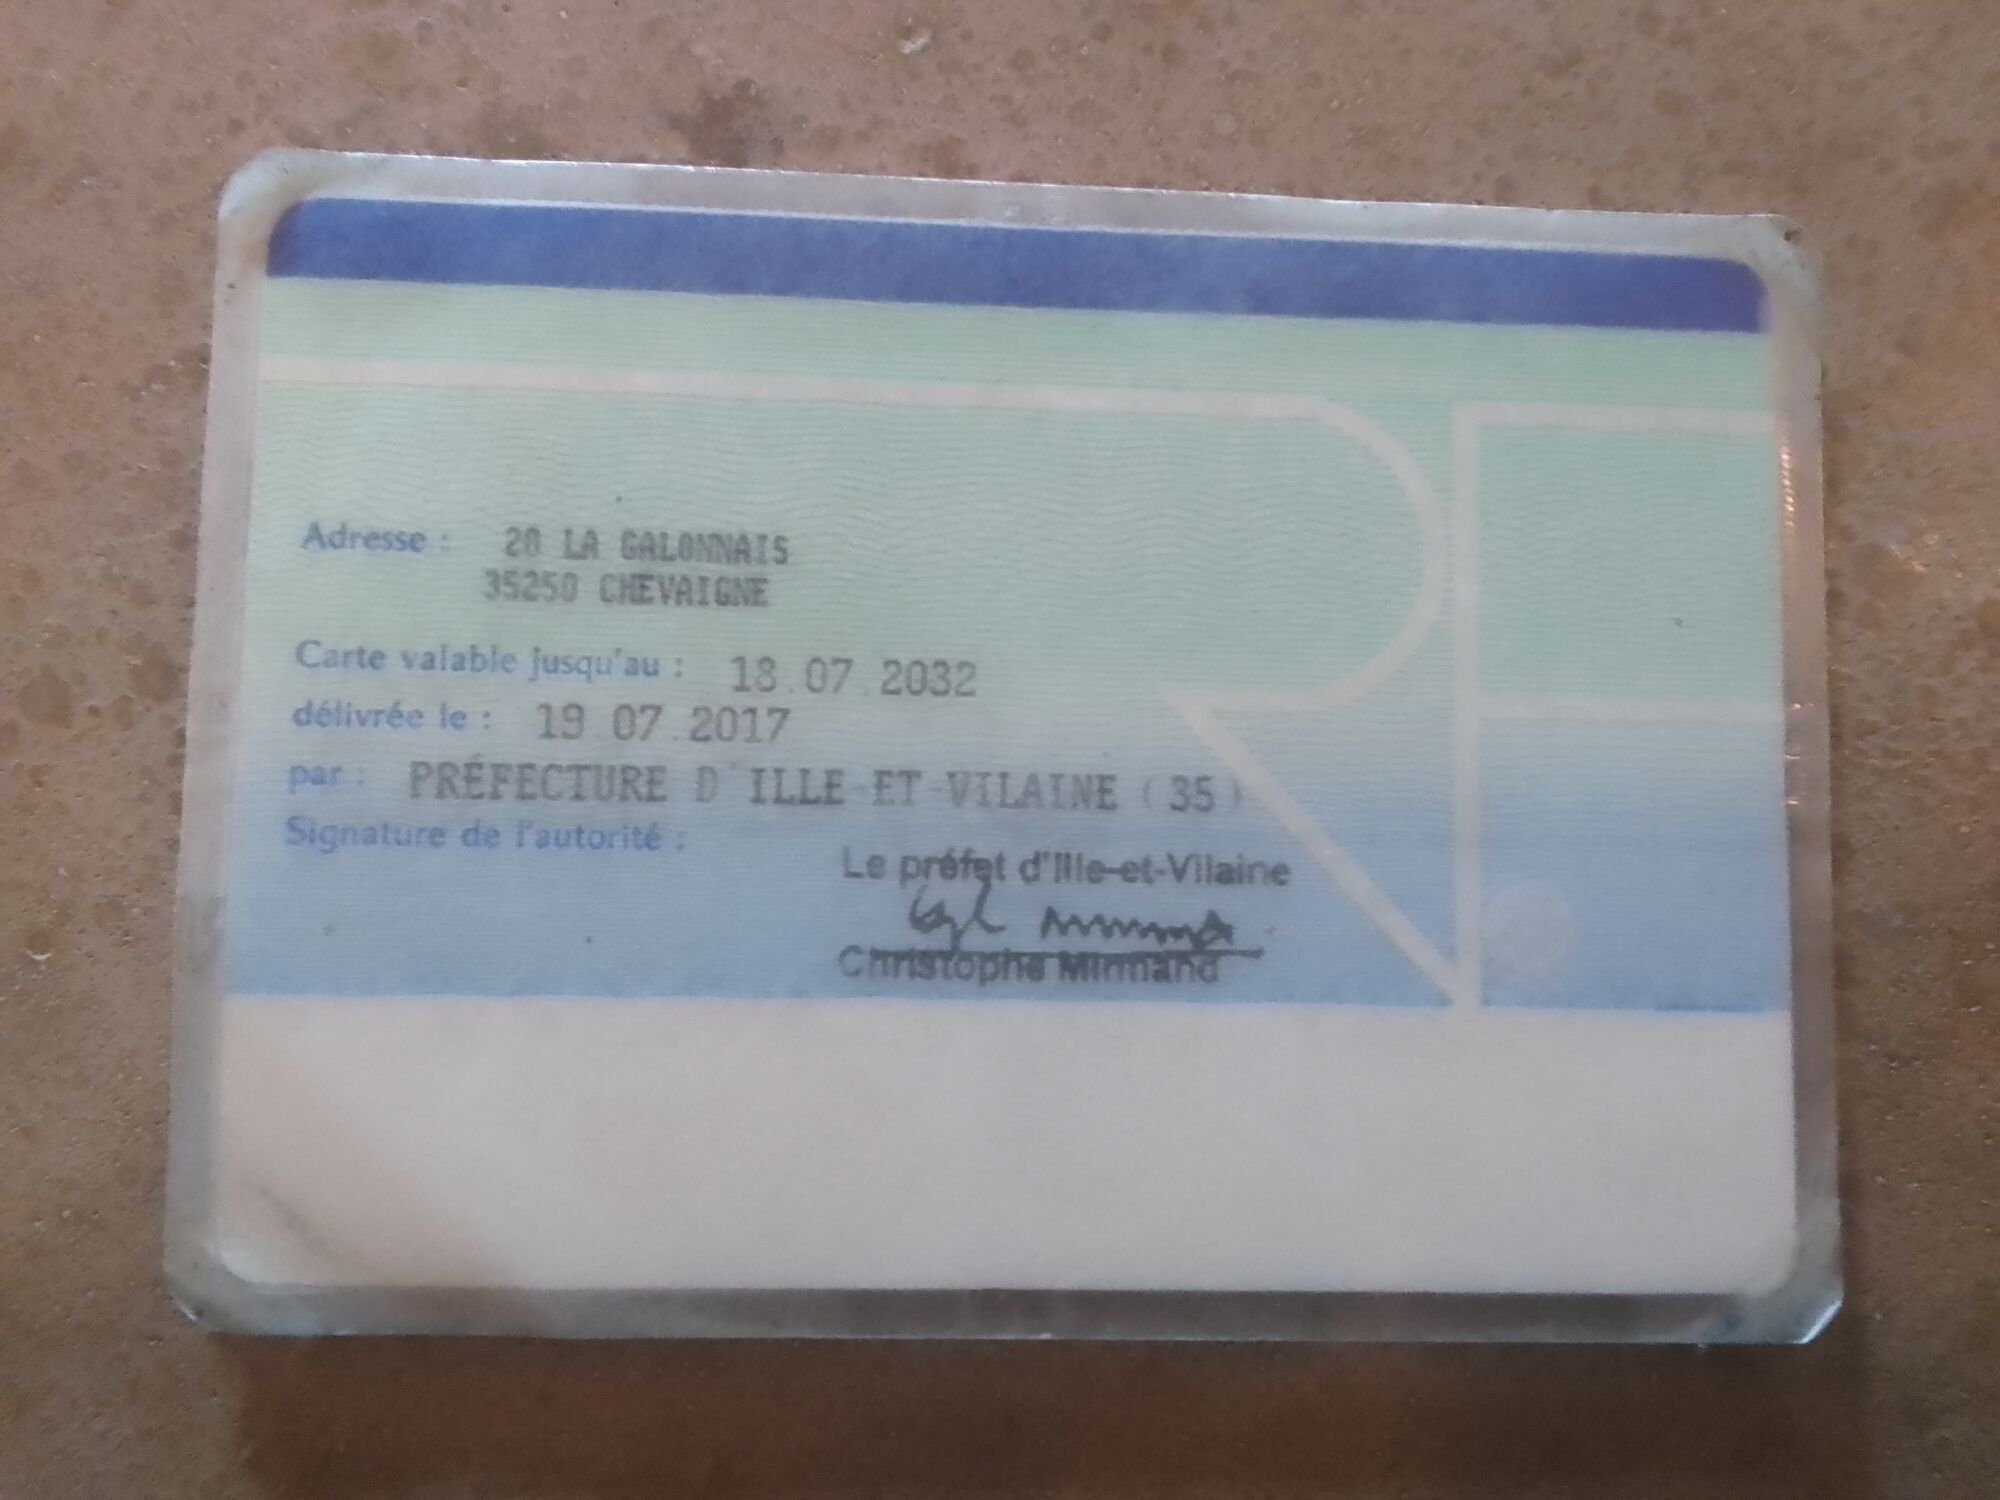 Adresse : 20 LA GALONNAIS
35250 CHEVAIGNE
Carte valable jusqu'au : 18.07.2032
délivrée le : 19.07.2017
par : PRÉFECTURE D'ILLE-ET-VILAINE (35)
Signature de l'autorité :
Le préfet d'Ille-et-Vilaine
Christophe Mirmand